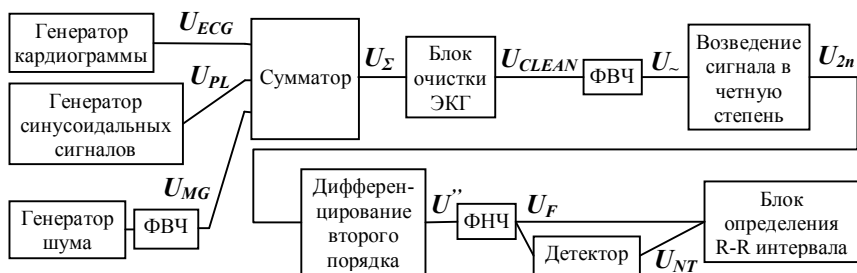 Генератор
кардиограммы
U_ECG
Генератор
синусоидальных
сигналов
U_PL
Генератор
шума
ФВЧ
U_MG
Сумматор
U_Σ
Блок
очистки
ЭКГ
U_CLEAN
ФВЧ
U_~
Возведение
сигнала в
четную
степень
U_2n
Дифферен-
цирование
второго
порядка
U''
ФНЧ
U_F
Детектор
U_NT
Блок
определения
R-R интервала